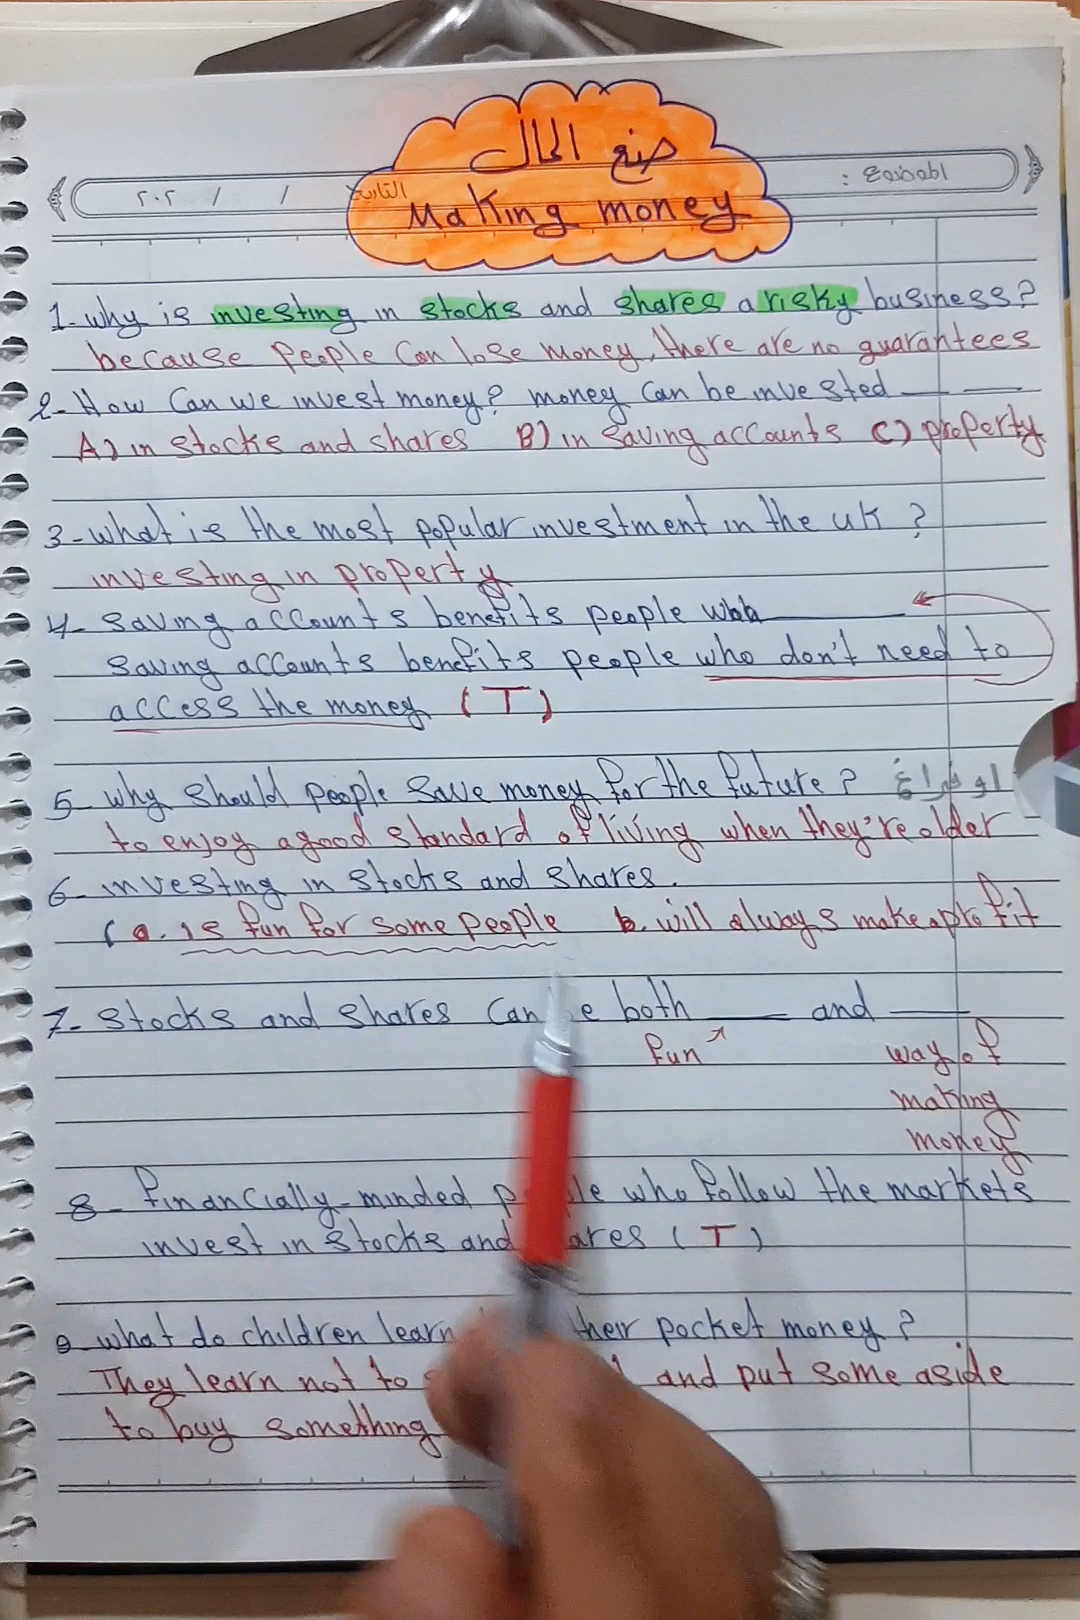 صنع المال
الموضوع :
التاريخ / / ٢٠٢
Making money
1- why is investing in stocks and shares a risky business?
because people can lose money, there are no guarantees
2- How can we invest money? money can be invested
A) in stocks and shares B) in saving accounts C) property
3- what is the most popular investment in the UK ?
investing in property
4- saving accounts benefits people
saving accounts benefits people who don't need to
access the money (T)
5- why should people save money for the future? او فراغ
to enjoy a good standard of living when they're older
6- investing in stocks and shares.
( a. is fun for some people b. will always make a profit
7- stocks and shares can both ___ and ___
fun way of
making
money
8- financially-minded who follow the markets
invest in stocks and (T)
9- what do children learn their pocket money?
They learn not to and put some aside
to buy something